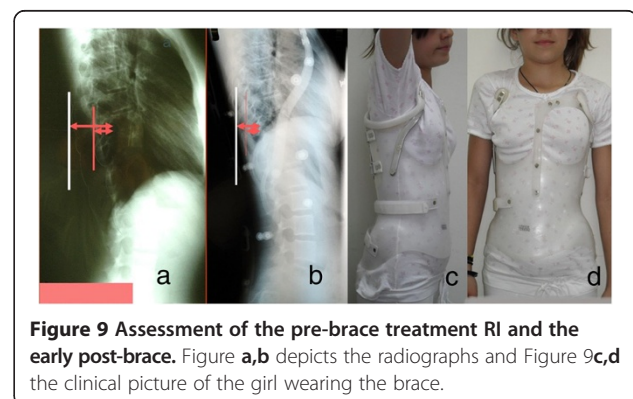 a b c d
Figure 9 Assessment of the pre-brace treatment RI and the
early post-brace. Figure a,b depicts the radiographs and Figure 9c,d
the clinical picture of the girl wearing the brace.